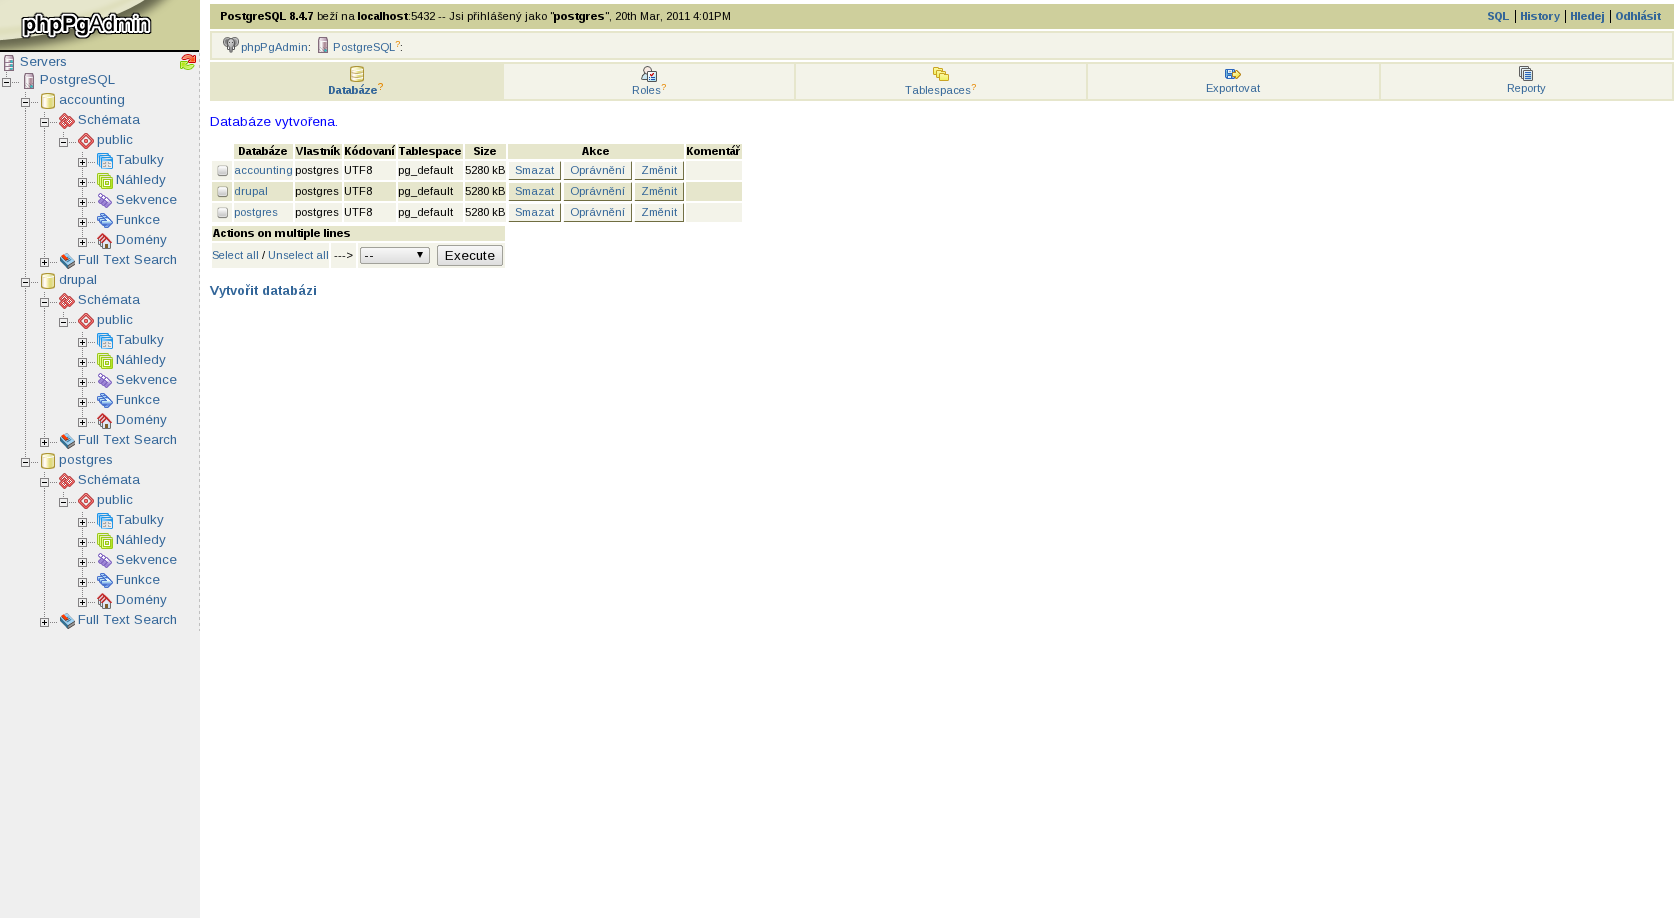 phpPgAdmin
Servers
PostgreSQL
accounting
Schémata
public
Tabulky
Náhledy
Sekvence
Funkce
Domény
Full Text Search
drupal
Schémata
public
Tabulky
Náhledy
Sekvence
Funkce
Domény
Full Text Search
postgres
Schémata
public
Tabulky
Náhledy
Sekvence
Funkce
Domény
Full Text Search
PostgreSQL 8.4.7 beží na localhost:5432 -- Jsi přihlášený jako "postgres", 20th Mar, 2011 4:01PM SQL | History | Hledej | Odhlásit
phpPgAdmin: PostgreSQL?:
Databáze? Roles? Tablespaces? Exportovat Reporty
Databáze vytvořena.
Databáze Vlastník Kódovaní Tablespace Size Akce Komentář
accounting postgres UTF8 pg_default 5280 kB Smazat Oprávnění Změnit
drupal postgres UTF8 pg_default 5280 kB Smazat Oprávnění Změnit
postgres postgres UTF8 pg_default 5280 kB Smazat Oprávnění Změnit
Actions on multiple lines
Select all / Unselect all ---> -- Execute
Vytvořit databázi